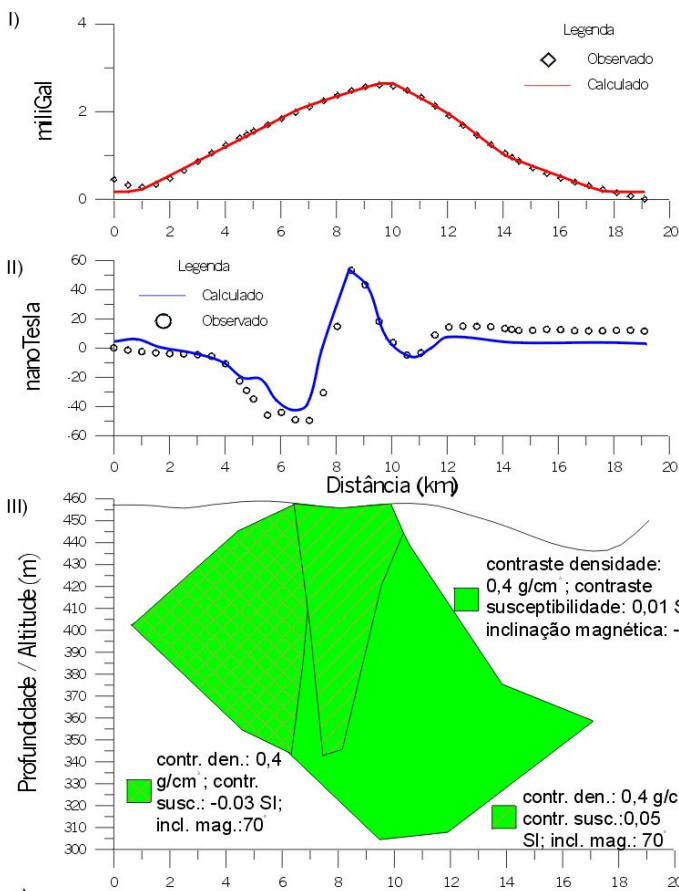 I)
4
2
0
miliGal
Legenda
Observado
Calculado
0 2 4 6 8 10 12 14 16 18 20
II)
60
40
20
0
-20
-40
-60
nanoTesla
Legenda
Calculado
Observado
0 2 4 6 8 10 12 14 16 18 20
Distância (km)
III)
460
450
440
430
420
410
400
390
380
370
360
350
340
330
320
310
300
Profundidade / Altitude (m)
contraste densidade:
0,4 g/cm³; contraste
susceptibilidade: 0,01 S
inclinação magnética: -
contr. den.: 0,4
g/cm³; contr.
susc.: -0.03 SI;
incl. mag.:70°
contr. den.: 0,4 g/c
contr. susc.:0,05
SI; incl. mag.: 70°
0 2 4 6 8 10 12 14 16 18 20